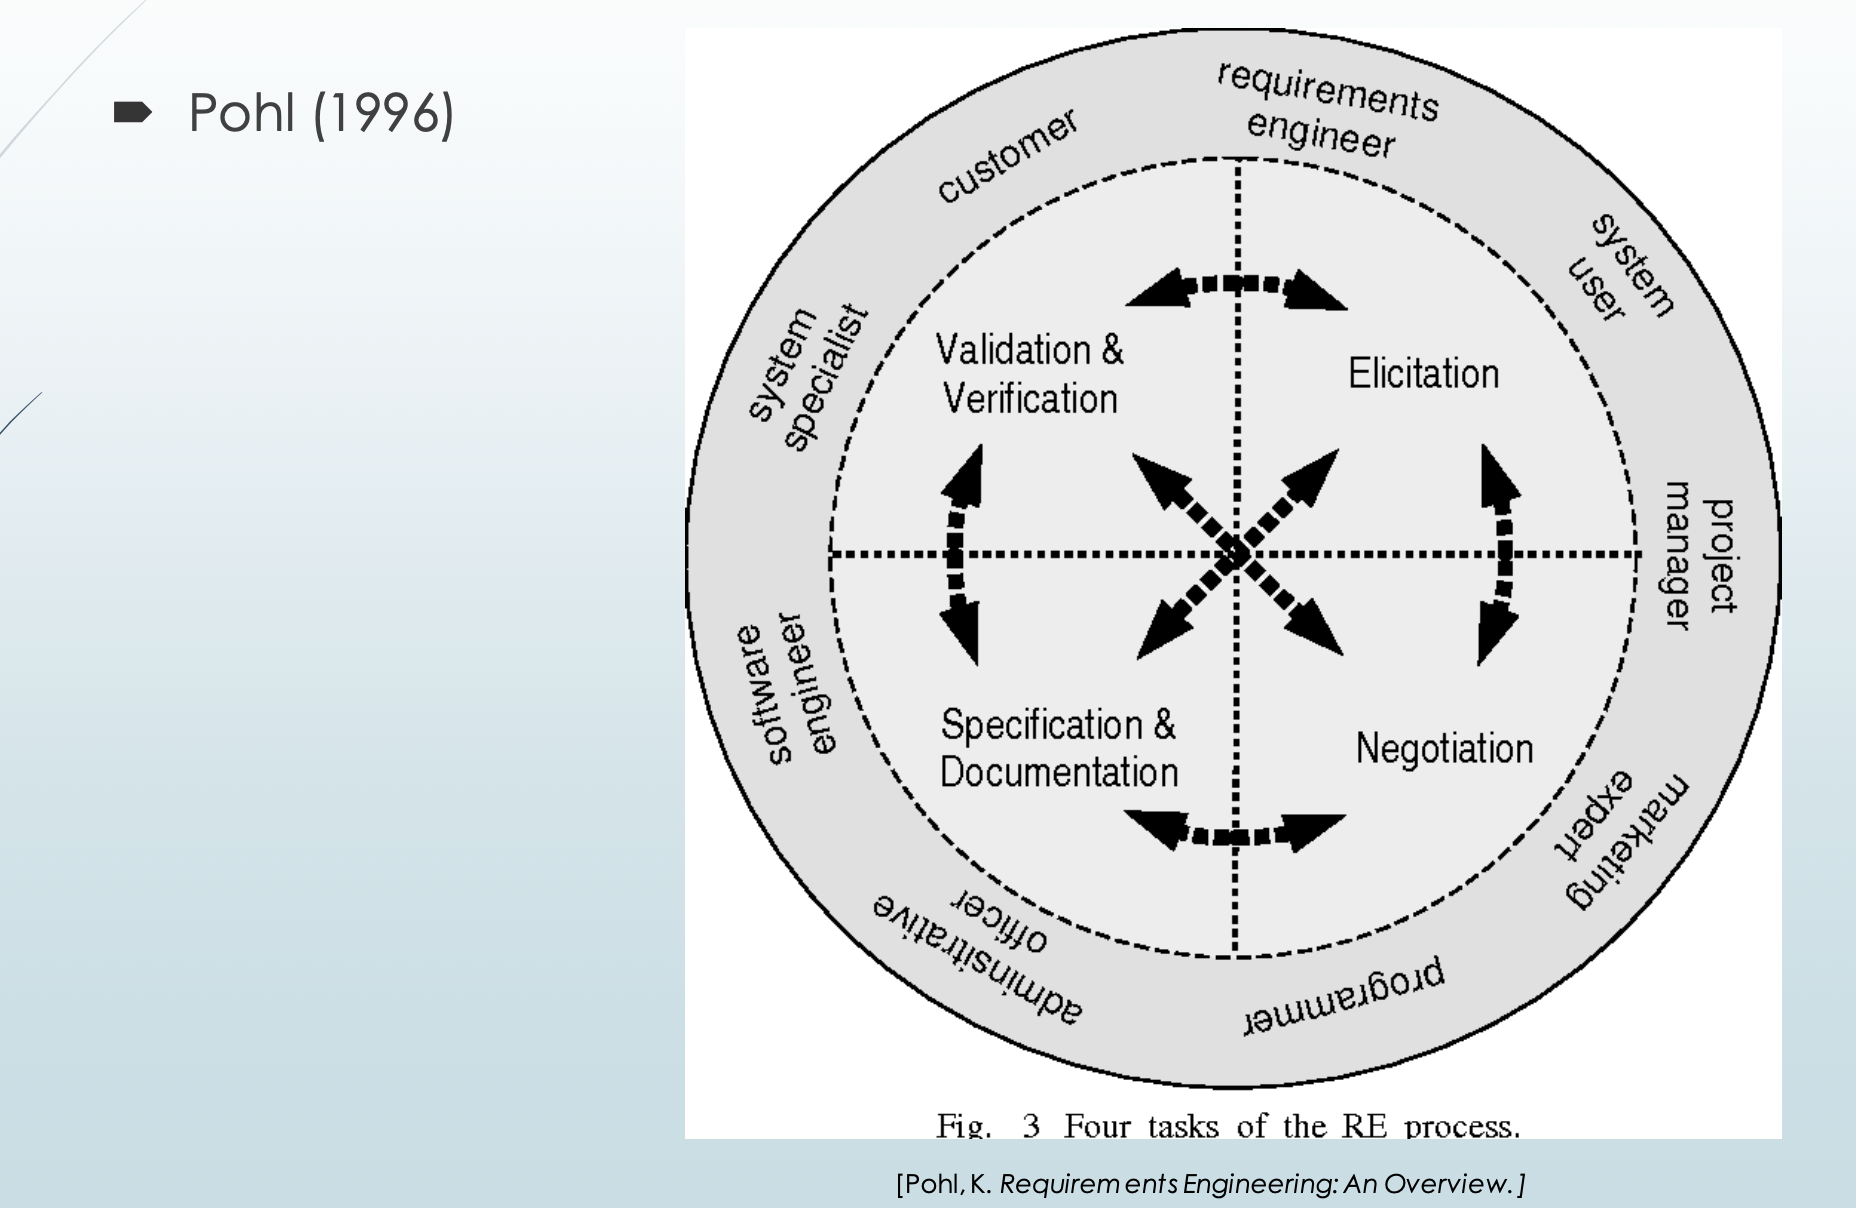 Pohl (1996)
requirements
engineer
customer
system
user
system
specialist
Validation &
Verification
Elicitation
project
manager
software
engineer
Specification &
Documentation
Negotiation
marketing
expert
adminsitrative
officer
programmer
Fig. 3 Four tasks of the RE process.
[Pohl, K. Requirements Engineering: An Overview.]